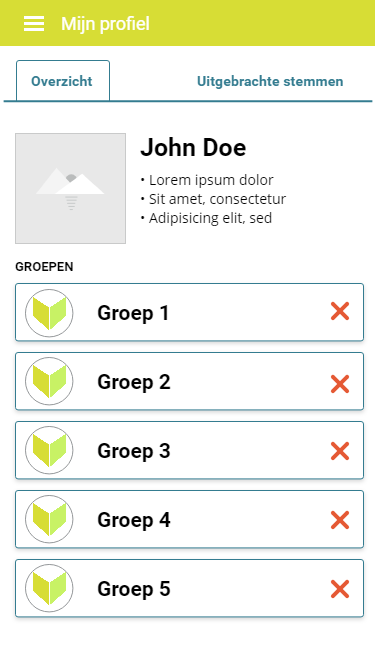 Mijn profiel
Overzicht
Uitgebrachte stemmen
John Doe
• Lorem ipsum dolor
• Sit amet, consectetur
• Adipisicing elit, sed
GROEPEN
Groep 1
Groep 2
Groep 3
Groep 4
Groep 5